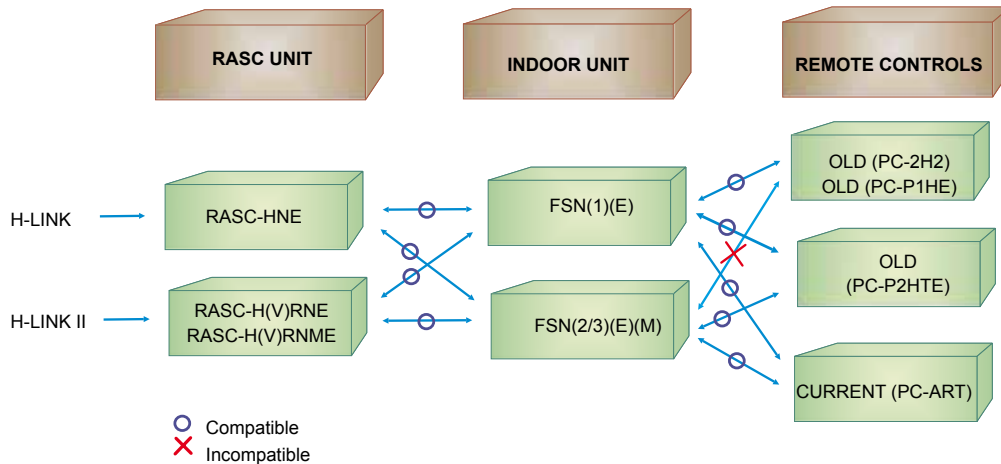 RASC UNIT
INDOOR UNIT
REMOTE CONTROLS
H-LINK
RASC-HNE
FSN(1)(E)
OLD (PC-2H2)
OLD (PC-P1HE)
OLD
(PC-P2HTE)
H-LINK II
RASC-H(V)RNE
RASC-H(V)RNME
FSN(2/3)(E)(M)
CURRENT (PC-ART)
Compatible
Incompatible